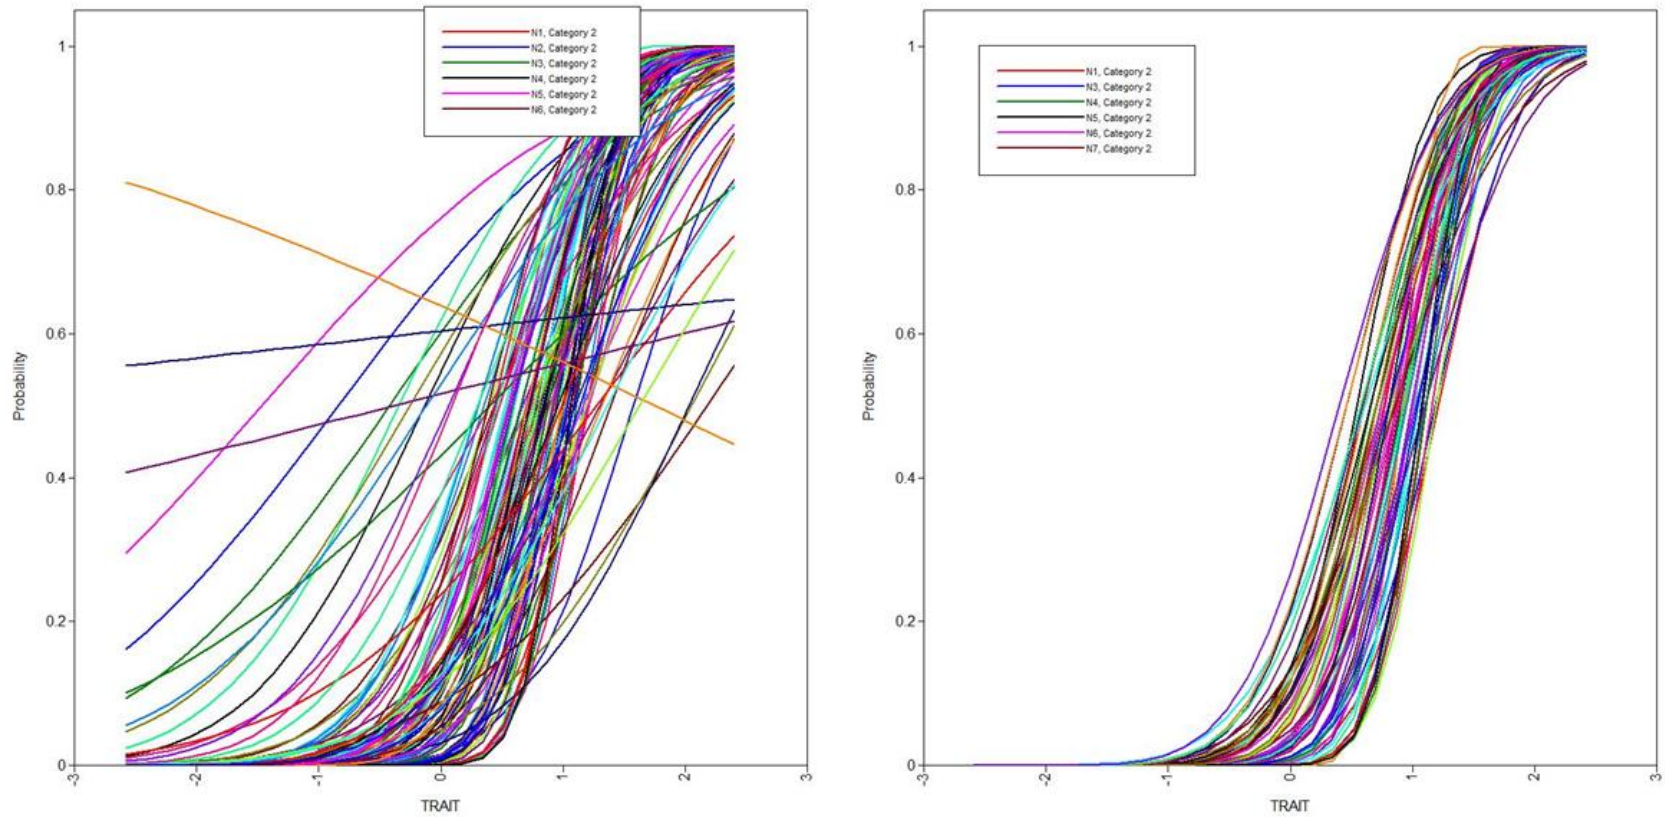 N1, Category 2
N2, Category 2
N3, Category 2
N4, Category 2
N5, Category 2
N6, Category 2
1
0.8
0.6
0.4
0.2
0
Probability
-3
-2
-1
0
1
2
3
TRAIT
N1, Category 2
N3, Category 2
N4, Category 2
N5, Category 2
N6, Category 2
N7, Category 2
1
0.8
0.6
0.4
0.2
0
Probability
-3
-2
-1
0
1
2
3
TRAIT